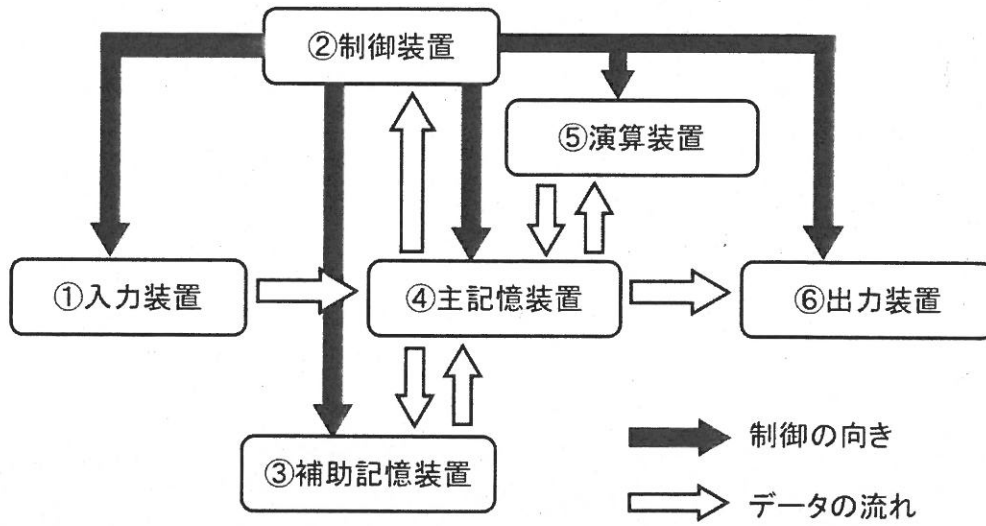 ②制御装置
⑤演算装置
①入力装置
④主記憶装置
⑥出力装置
③補助記憶装置
制御の向き
データの流れ